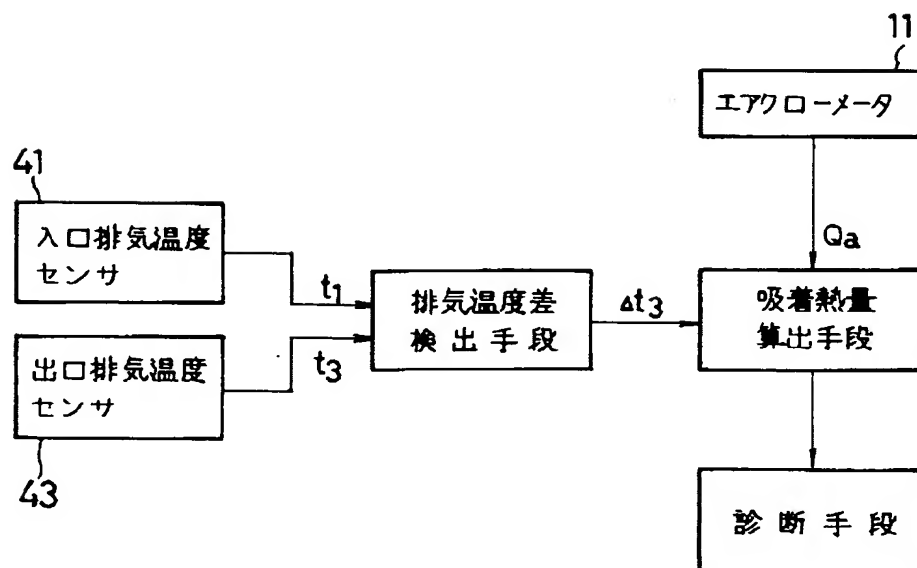 11
エアクローメータ
41
入口排気温度
センサ
Qa
t1
排気温度差
検出手段
Δt3
吸着熱量
算出手段
t3
出口排気温度
センサ
43
診断手段